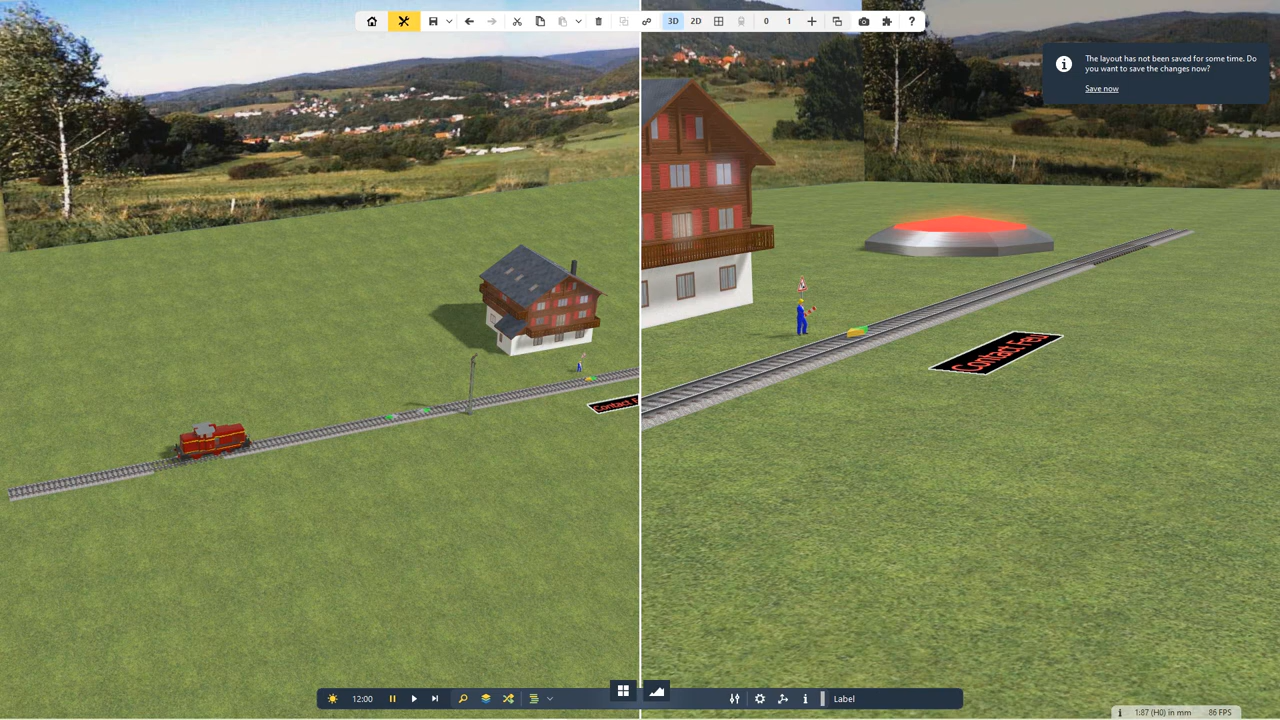 3D 2D 0 1 ?
The layout has not been saved for some time. Do
you want to save the changes now?
Save now
Contact F
Contact Feu
12:00
Label
1:87 (H0) in mm 86 FPS